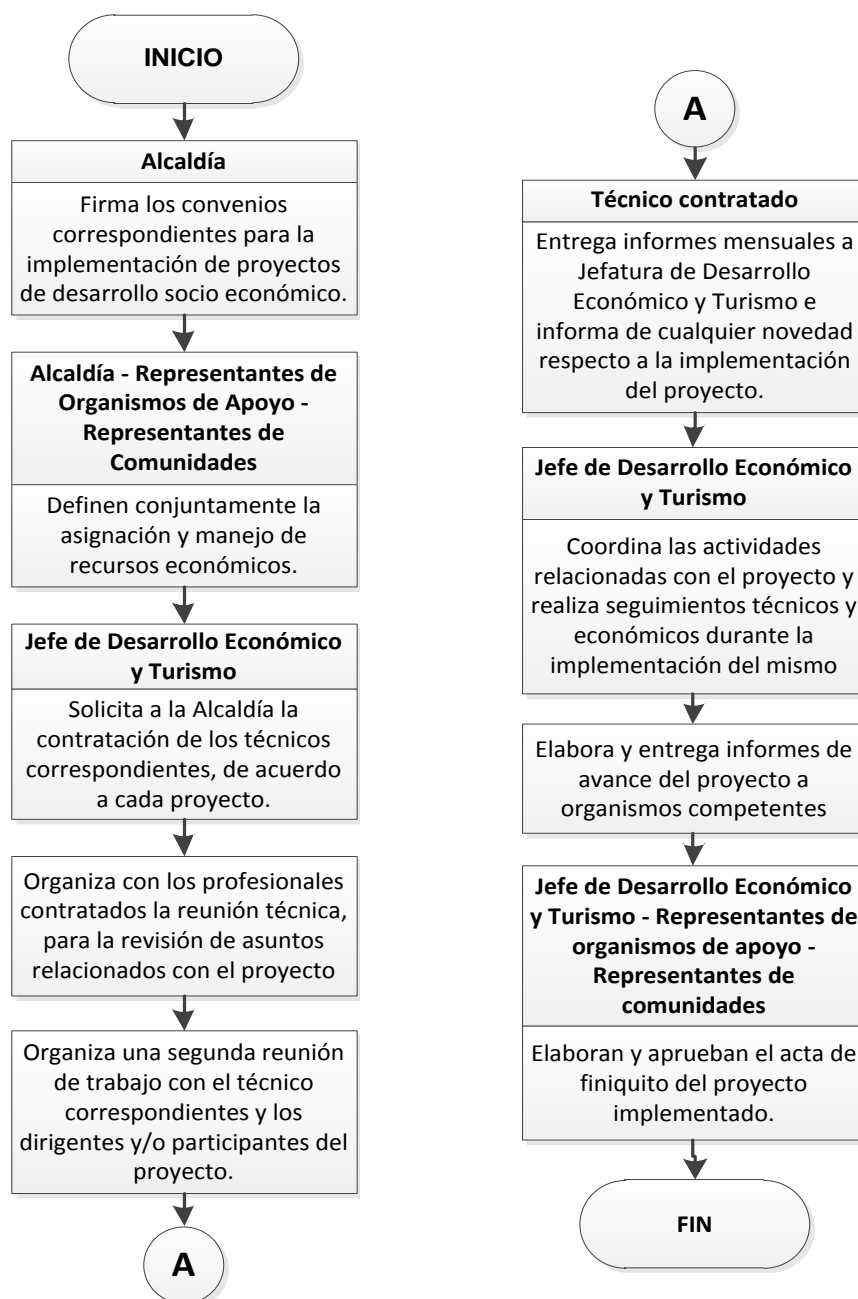 INICIO
Alcaldía
Firma los convenios
correspondientes para la
implementación de proyectos
de desarrollo socio económico.
Alcaldía - Representantes de
Organismos de Apoyo -
Representantes de
Comunidades
Definen conjuntamente la
asignación y manejo de
recursos económicos.
Jefe de Desarrollo Económico
y Turismo
Solicita a la Alcaldía la
contratación de los técnicos
correspondientes, de acuerdo
a cada proyecto.
Organiza con los profesionales
contratados la reunión técnica,
para la revisión de asuntos
relacionados con el proyecto
Organiza una segunda reunión
de trabajo con el técnico
correspondientes y los
dirigentes y/o participantes del
proyecto.
A
A
Técnico contratado
Entrega informes mensuales a
Jefatura de Desarrollo
Económico y Turismo e
informa de cualquier novedad
respecto a la implementación
del proyecto.
Jefe de Desarrollo Económico
y Turismo
Coordina las actividades
relacionadas con el proyecto y
realiza seguimientos técnicos y
económicos durante la
implementación del mismo
Elabora y entrega informes de
avance del proyecto a
organismos competentes
Jefe de Desarrollo Económico
y Turismo - Representantes de
organismos de apoyo -
Representantes de
comunidades
Elaboran y aprueban el acta de
finiquito del proyecto
implementado.
FIN